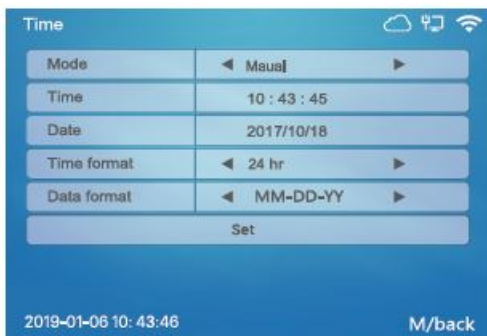 Time
Mode ◀ Maual ▶
Time 10 : 43 : 45
Date 2017/10/18
Time format ◀ 24 hr ▶
Data format ◀ MM-DD-YY ▶
Set
2019-01-06 10: 43:46 M/back